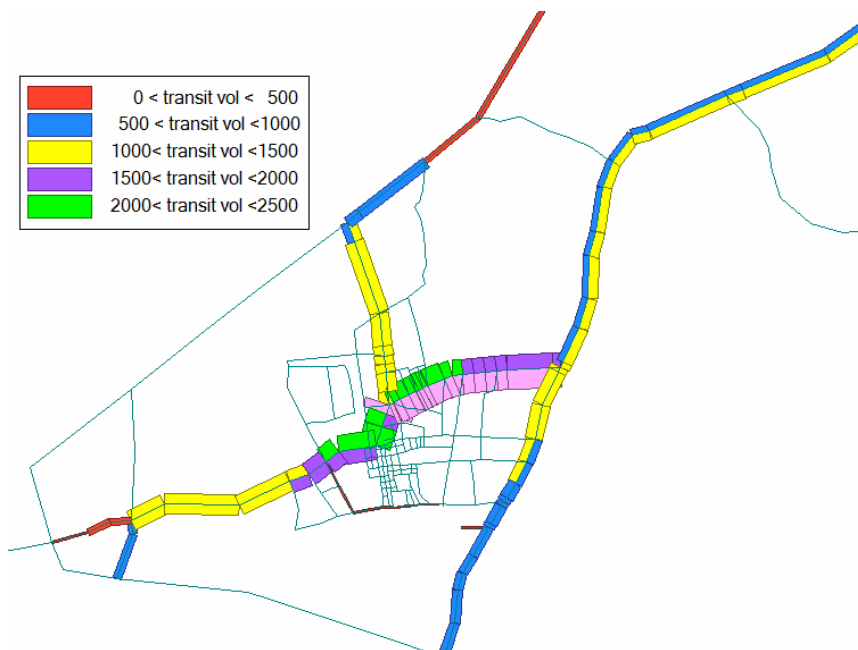 0 < transit vol < 500
500 < transit vol <1000
1000< transit vol <1500
1500< transit vol <2000
2000< transit vol <2500